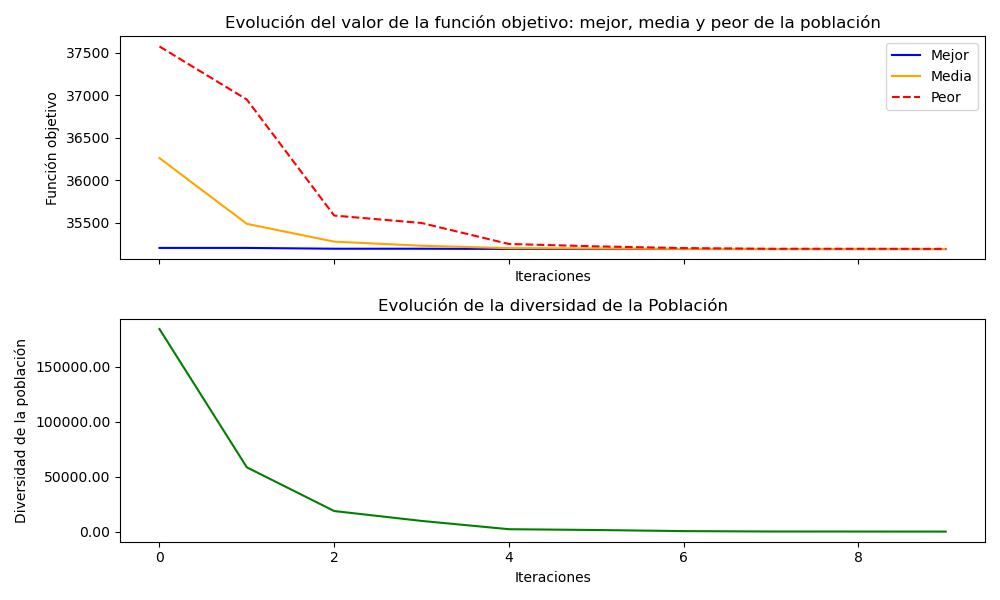 Evolución del valor de la función objetivo: mejor, media y peor de la población
37500
37000
36500
36000
35500
Función objetivo
Mejor
Media
Peor
Iteraciones
Evolución de la diversidad de la Población
150000.00
100000.00
50000.00
0.00
Diversidad de la población
0 2 4 6 8
Iteraciones